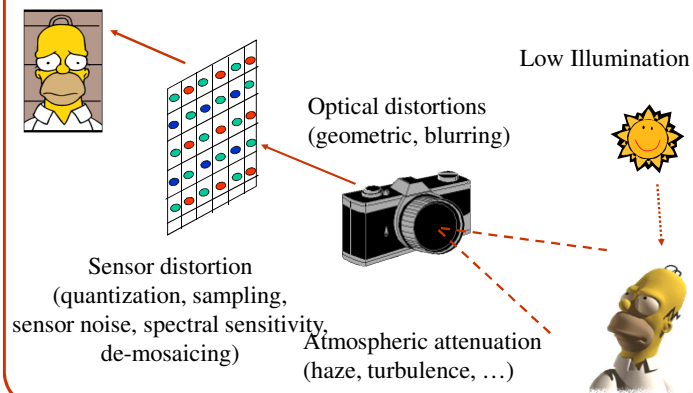 Low Illumination
Optical distortions
(geometric, blurring)
Sensor distortion
(quantization, sampling,
sensor noise, spectral sensitivity,
de-mosaicing)
Atmospheric attenuation
(haze, turbulence, …)